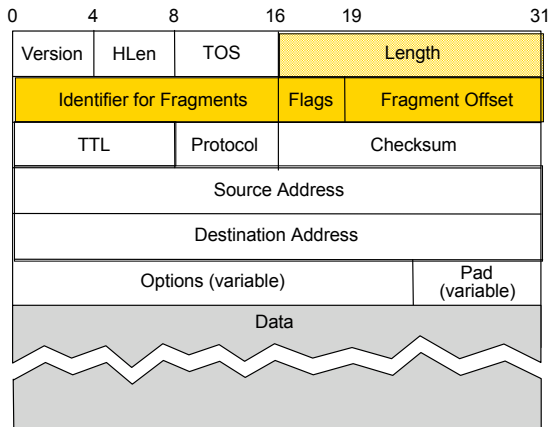 0 4 8 16 19 31
Version HLen TOS Length
Identifier for Fragments Flags Fragment Offset
TTL Protocol Checksum
Source Address
Destination Address
Options (variable) Pad (variable)
Data